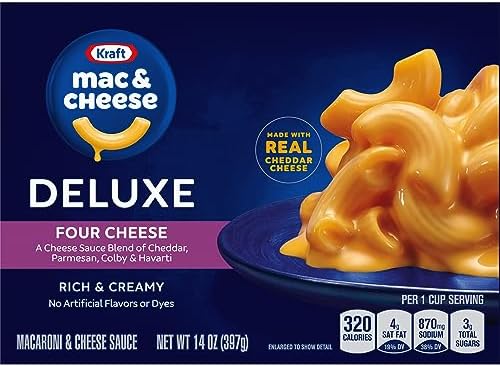 Kraft
mac &
cheese
DELUXE
FOUR CHEESE
A Cheese Sauce Blend of Cheddar,
Parmesan, Colby & Havarti
RICH & CREAMY
No Artificial Flavors or Dyes
MACARONI & CHEESE SAUCE
NET WT 14 OZ (397g)
MADE WITH
REAL
CHEDDAR
CHEESE
ENLARGED TO SHOW DETAIL
PER 1 CUP SERVING
320
CALORIES
4g
SAT FAT
19% DV
870mg
SODIUM
38% DV
3g
TOTAL
SUGARS